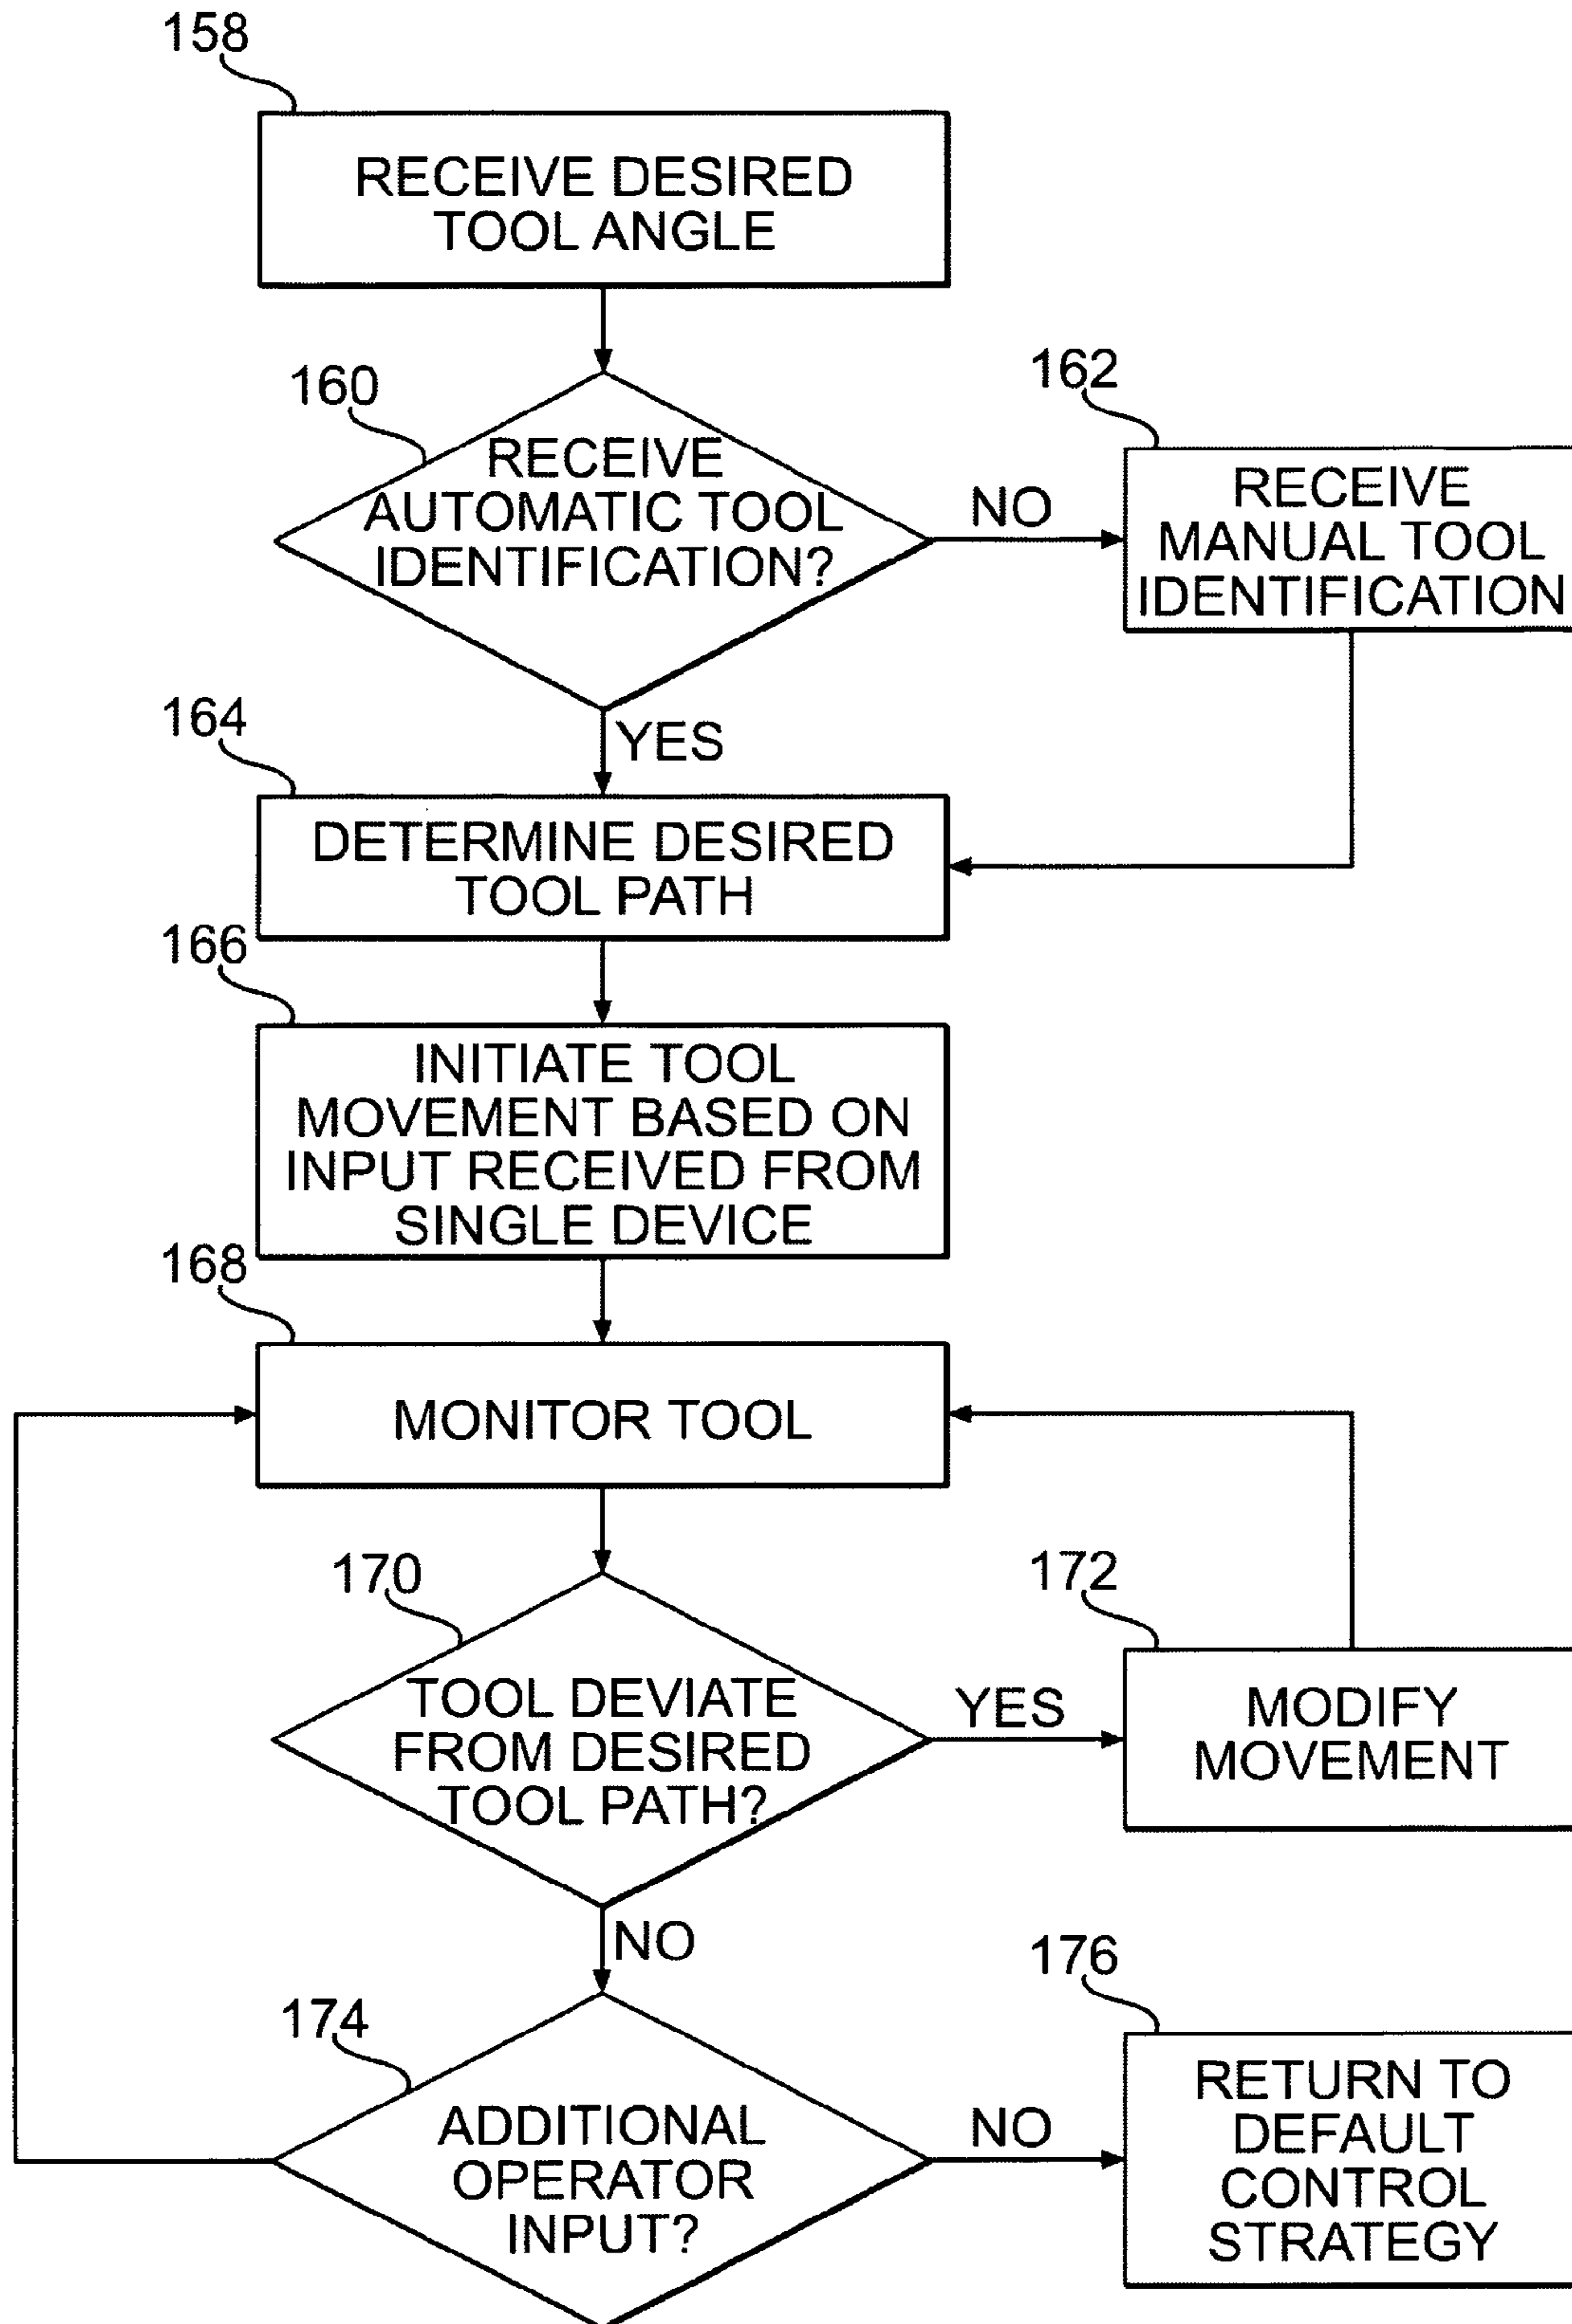 158
RECEIVE DESIRED
TOOL ANGLE
160
RECEIVE
AUTOMATIC TOOL
IDENTIFICATION?
NO
162
RECEIVE
MANUAL TOOL
IDENTIFICATION
YES
164
DETERMINE DESIRED
TOOL PATH
166
INITIATE TOOL
MOVEMENT BASED ON
INPUT RECEIVED FROM
SINGLE DEVICE
168
MONITOR TOOL
170
TOOL DEVIATE
FROM DESIRED
TOOL PATH?
YES
172
MODIFY
MOVEMENT
NO
174
ADDITIONAL
OPERATOR
INPUT?
NO
176
RETURN TO
DEFAULT
CONTROL
STRATEGY